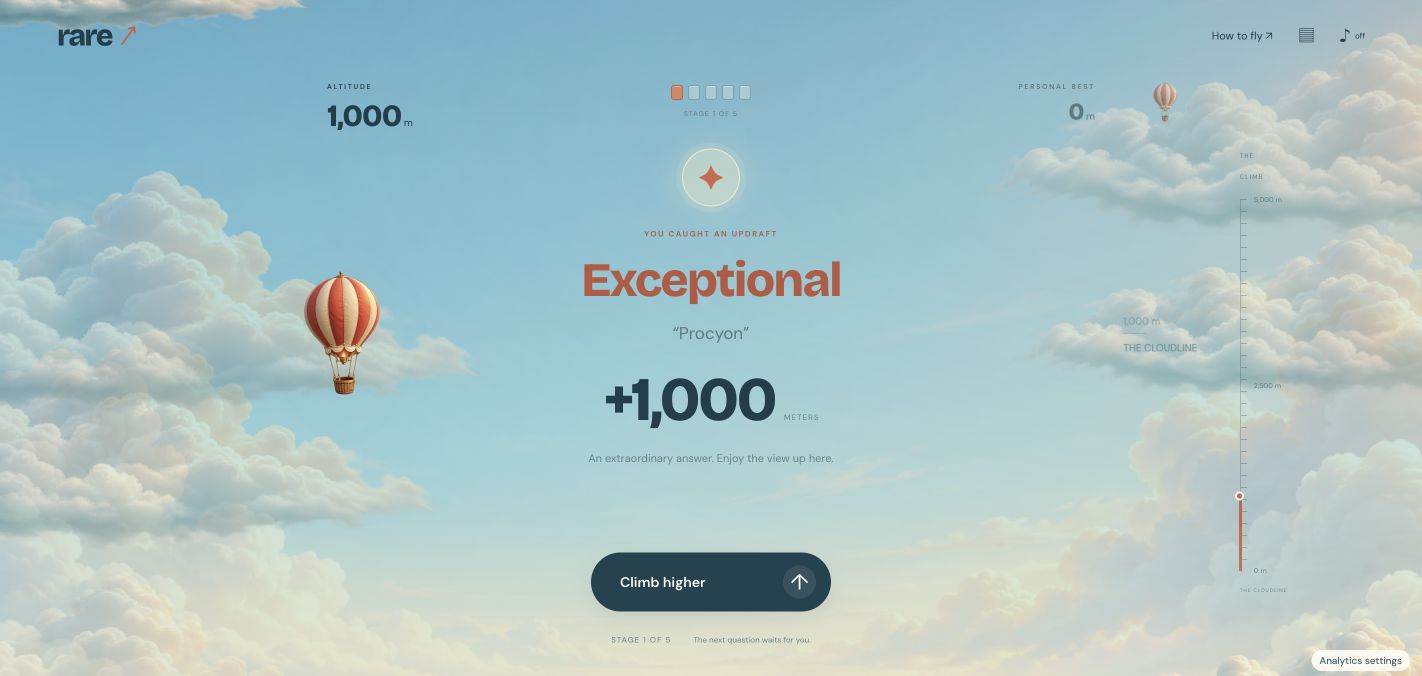 rare ↗
How to fly ↗
♪ off
ALTITUDE
1,000 m
STAGE 1 OF 5
PERSONAL BEST
0 m
YOU CAUGHT AN UPDRAFT
Exceptional
“Procyon”
+1,000 METERS
An extraordinary answer. Enjoy the view up here.
Climb higher
STAGE 1 OF 5 The next question waits for you.
THE
CLIMB
5,000 m
1,000 m
THE CLOUDLINE
2,500 m
0 m
THE CLOUDLINE
Analytics settings